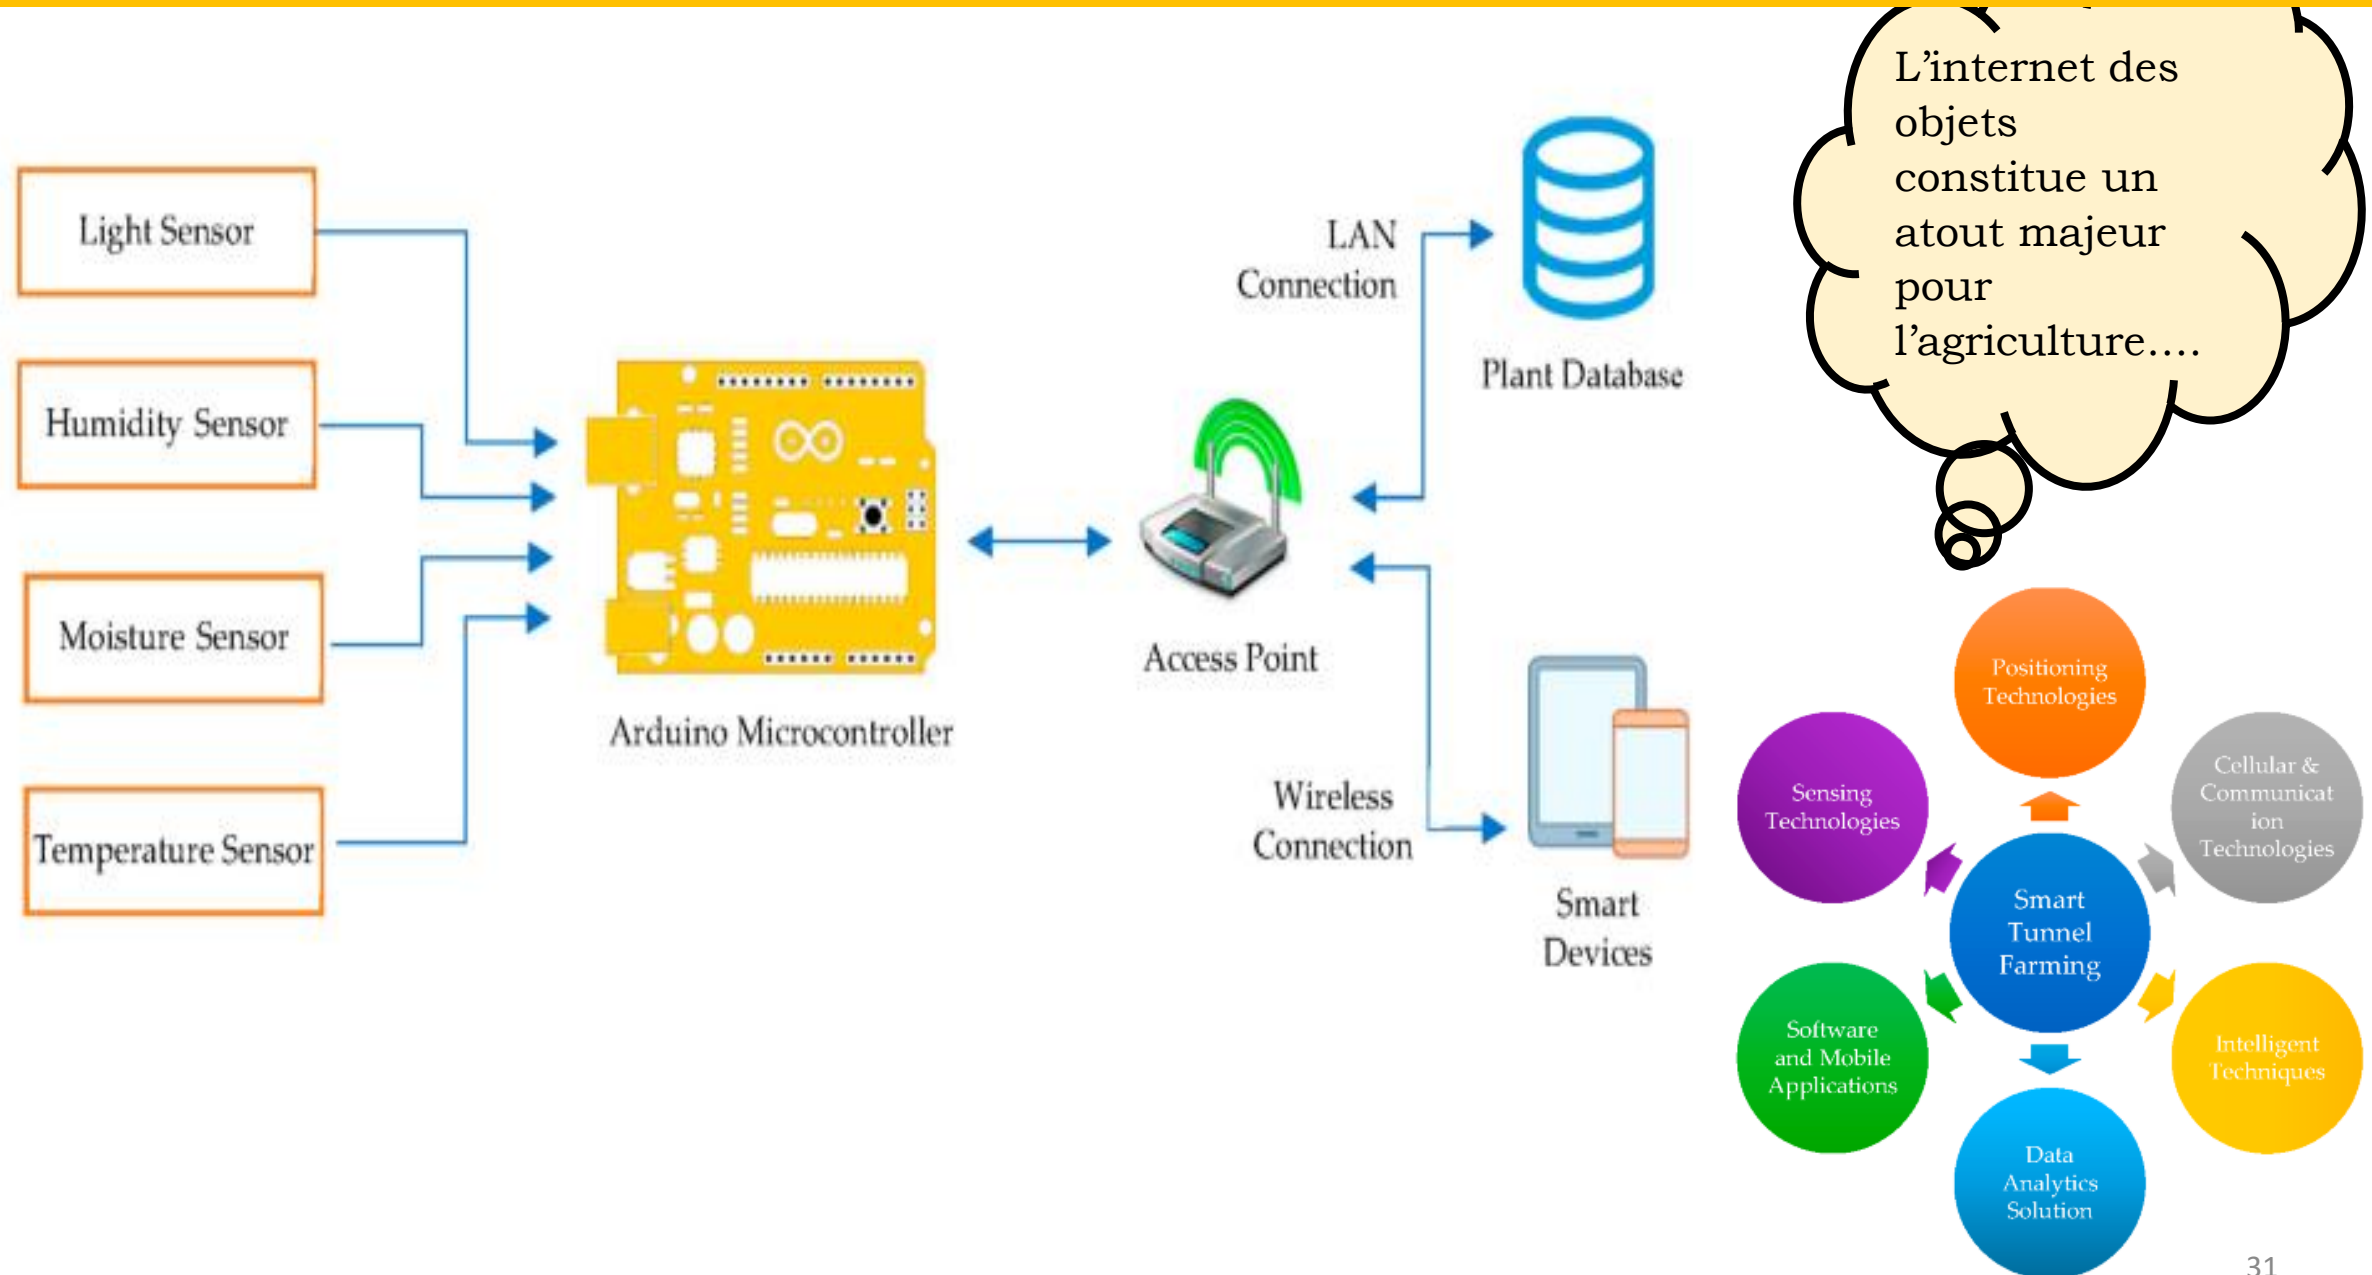 Light Sensor
Humidity Sensor
Moisture Sensor
Temperature Sensor
Arduino Microcontroller
Access Point
LAN
Connection
Plant Database
Wireless
Connection
Smart
Devices
L’internet des
objets
constitue un
atout majeur
pour
l’agriculture….
Positioning
Technologies
Cellular &
Communicat
ion
Technologies
Sensing
Technologies
Smart
Tunnel
Farming
Software
and Mobile
Applications
Intelligent
Techniques
Data
Analytics
Solution
31